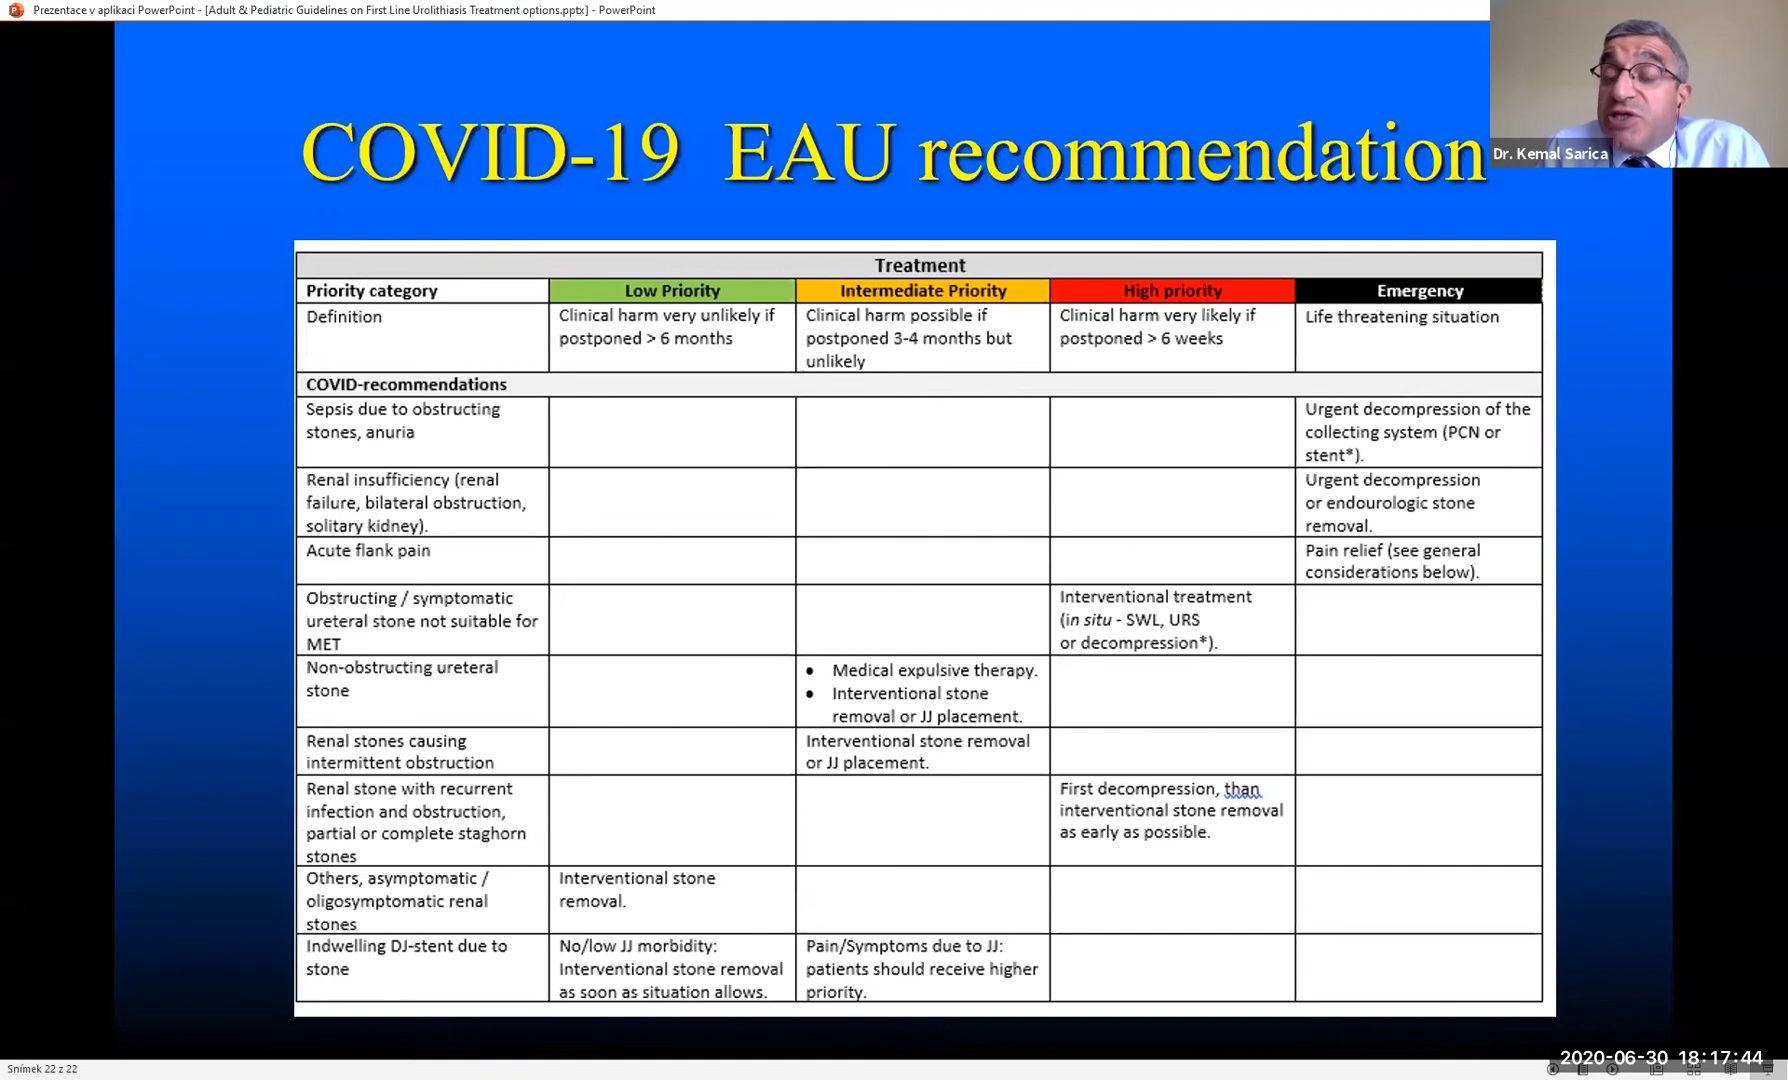 Prezentace v aplikaci PowerPoint - [Adult & Pediatric Guidelines on First Line Urolithiasis Treatment options.pptx] - PowerPoint
Dr. Kemal Sarica
COVID-19 EAU recommendation
Treatment
Priority category
Low Priority
Intermediate Priority
High priority
Emergency
Definition
Clinical harm very unlikely if
postponed > 6 months
Clinical harm possible if
postponed 3-4 months but
unlikely
Clinical harm very likely if
postponed > 6 weeks
Life threatening situation
COVID-recommendations
Sepsis due to obstructing
stones, anuria
Urgent decompression of the
collecting system (PCN or
stent*).
Renal insufficiency (renal
failure, bilateral obstruction,
solitary kidney).
Urgent decompression
or endourologic stone
removal.
Acute flank pain
Pain relief (see general
considerations below).
Obstructing / symptomatic
ureteral stone not suitable for
MET
Interventional treatment
(in situ - SWL, URS
or decompression*).
Non-obstructing ureteral
stone
• Medical expulsive therapy.
• Interventional stone
removal or JJ placement.
Renal stones causing
intermittent obstruction
Interventional stone removal
or JJ placement.
Renal stone with recurrent
infection and obstruction,
partial or complete staghorn
stones
First decompression, than
interventional stone removal
as early as possible.
Others, asymptomatic /
oligosymptomatic renal
stones
Interventional stone
removal.
Indwelling DJ-stent due to
stone
No/low JJ morbidity:
Interventional stone removal
as soon as situation allows.
Pain/Symptoms due to JJ:
patients should receive higher
priority.
2020-06-30 18:17:44
Snímek 22 z 22